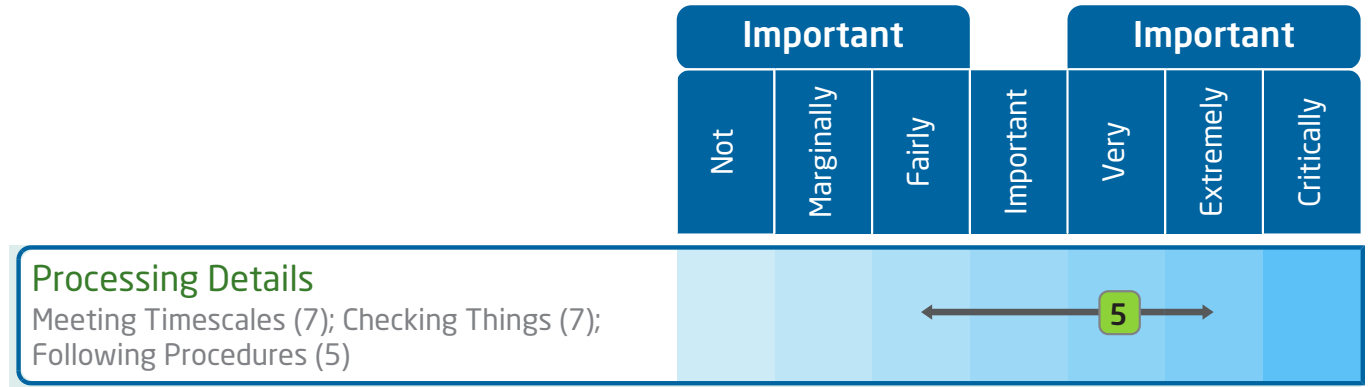 Important
Important
Not
Marginally
Fairly
Important
Very
Extremely
Critically
Processing Details
Meeting Timescales (7); Checking Things (7);
Following Procedures (5)
5